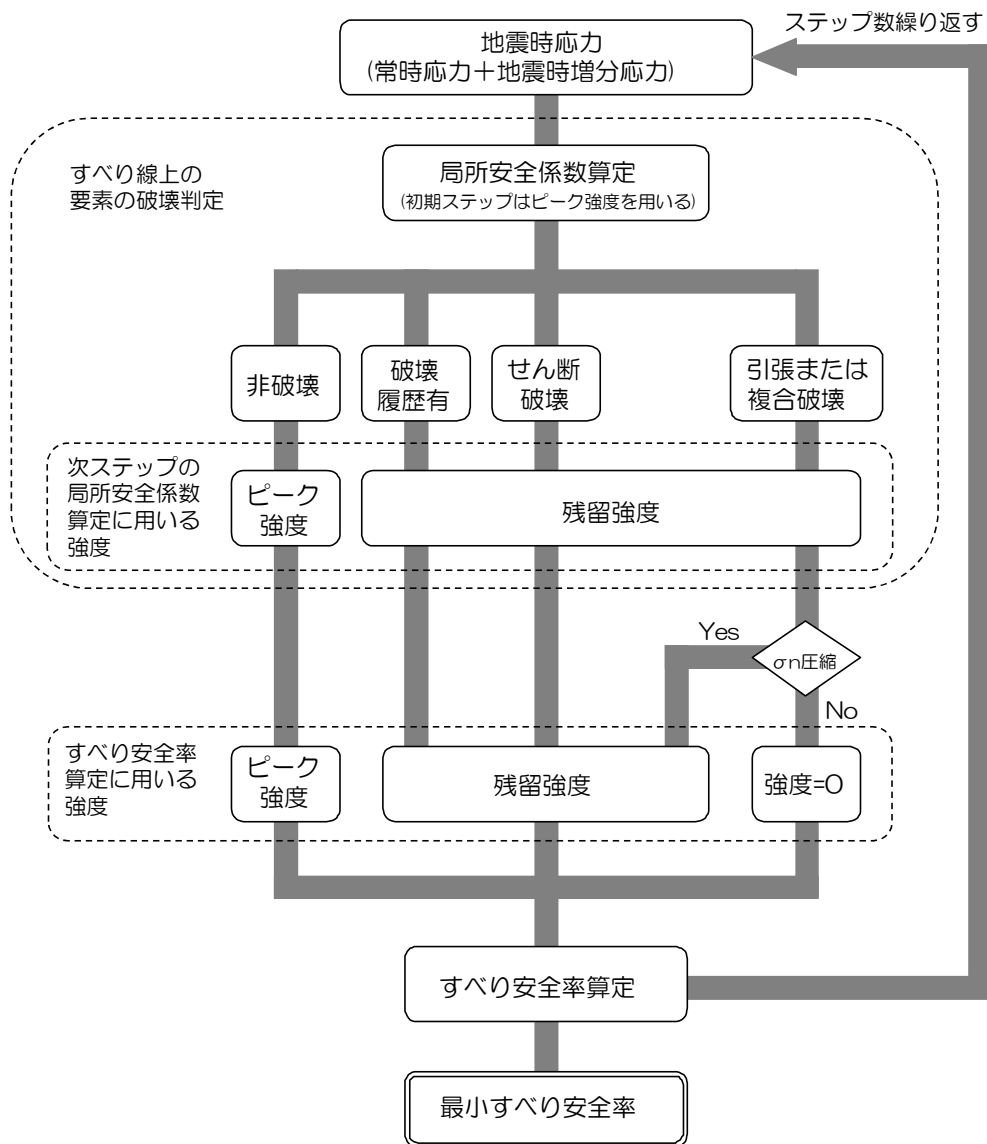 ステップ数繰り返す
地震時応力
(常時応力＋地震時増分応力)
すべり線上の
要素の破壊判定
局所安全係数算定
(初期ステップはピーク強度を用いる)
非破壊
破壊
履歴有
せん断
破壊
引張または
複合破壊
次ステップの
局所安全係数
算定に用いる
強度
ピーク
強度
残留強度
Yes
σn圧縮
No
すべり安全率
算定に用いる
強度
ピーク
強度
残留強度
強度=0
すべり安全率算定
最小すべり安全率